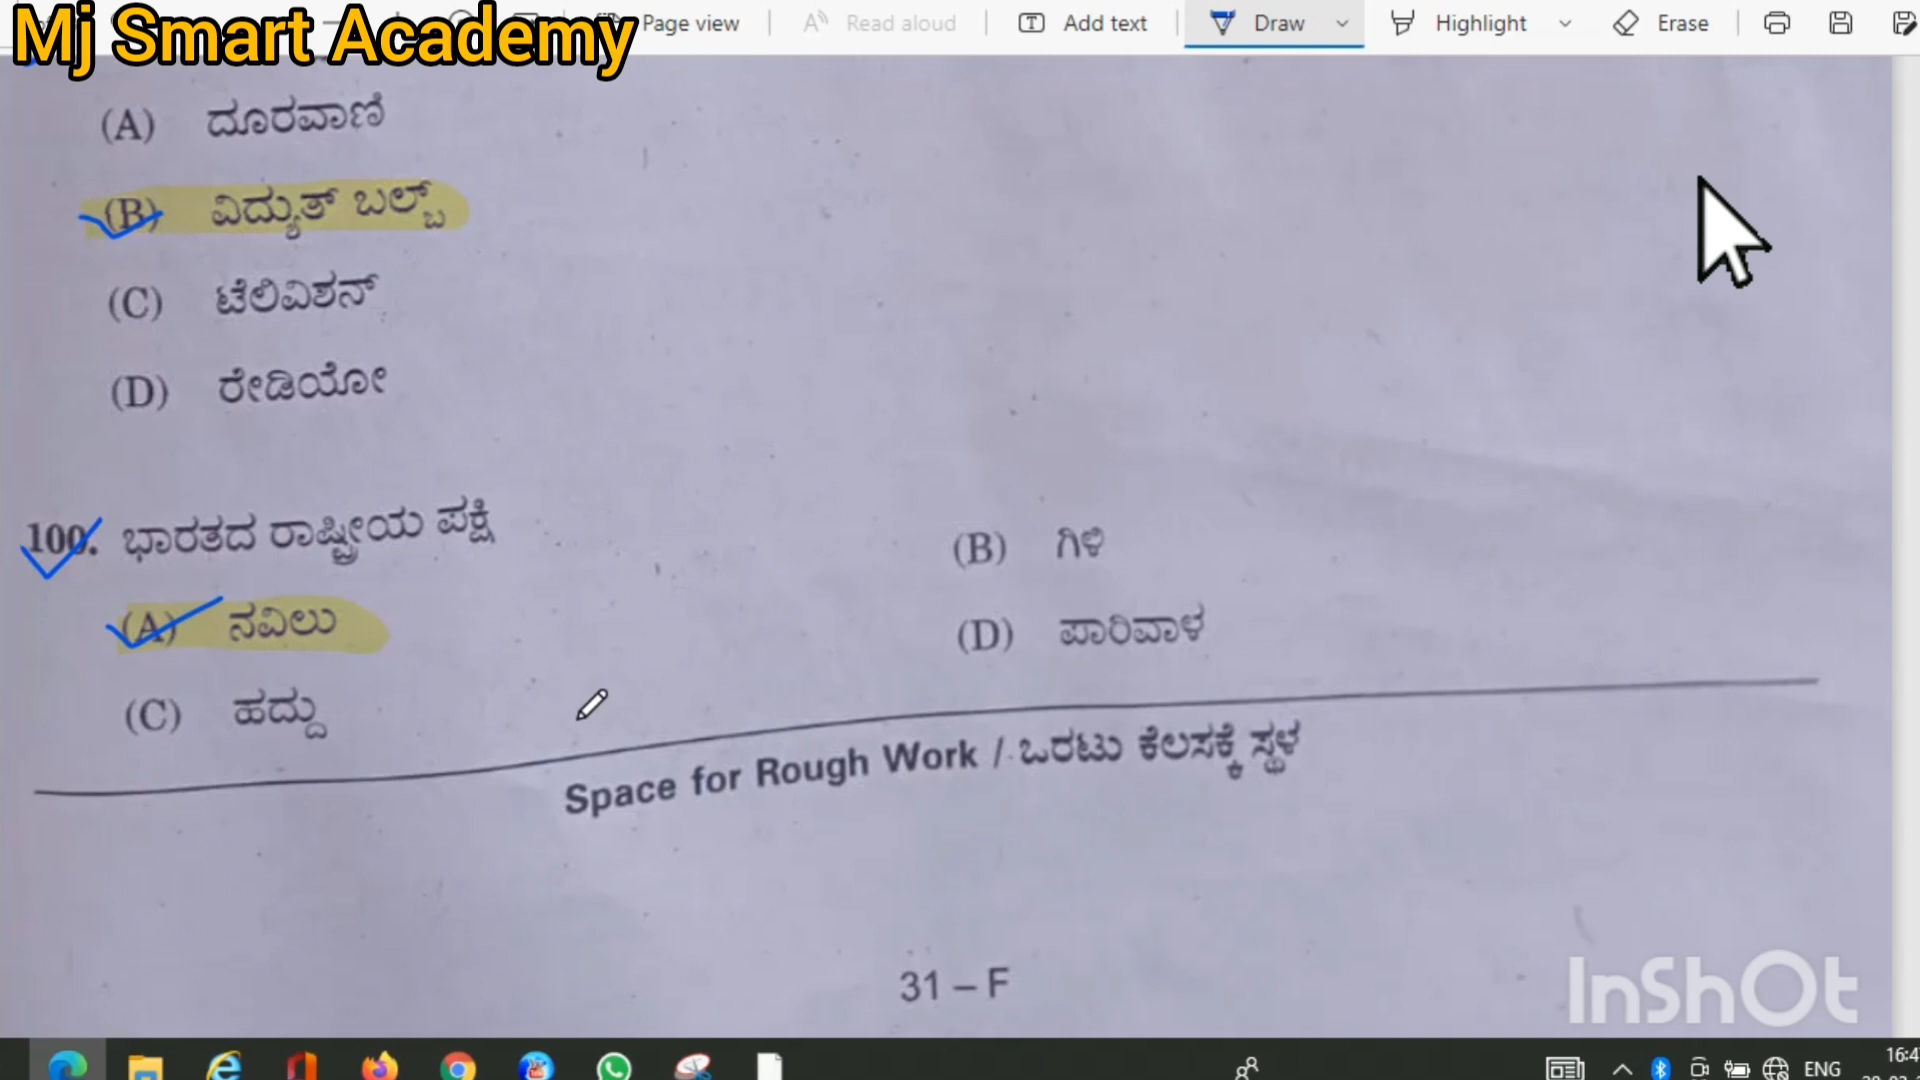 Mj Smart Academy
Page view
Read aloud
Add text
Draw
Highlight
Erase
(A) ದೂರವಾಣಿ
(B) ವಿದ್ಯುತ್ ಬಲ್ಬ್
(C) ಟೆಲಿವಿಶನ್
(D) ರೇಡಿಯೋ
100. ಭಾರತದ ರಾಷ್ಟ್ರೀಯ ಪಕ್ಷಿ
(A) ನವಿಲು
(B) ಗಿಳಿ
(C) ಹದ್ದು
(D) ಪಾರಿವಾಳ
Space for Rough Work / ಒರಟು ಕೆಲಸಕ್ಕೆ ಸ್ಥಳ
31 – F
InShOt
ENG